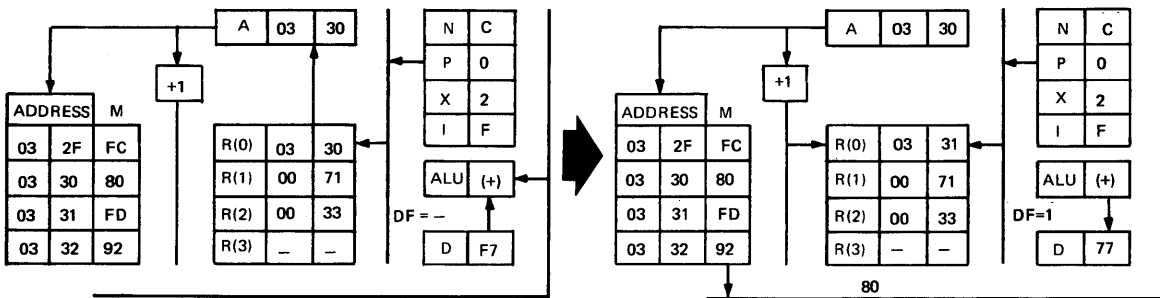 A 03 30
N C
P 0
X 2
I F
+1
ADDRESS M
03 2F FC
03 30 80
03 31 FD
03 32 92
R(0) 03 30
R(1) 00 71
R(2) 00 33
R(3) – –
ALU (+)
DF = –
D F7
A 03 30
N C
P 0
X 2
I F
+1
ADDRESS M
03 2F FC
03 30 80
03 31 FD
03 32 92
R(0) 03 31
R(1) 00 71
R(2) 00 33
R(3) – –
ALU (+)
DF=1
D 77
80